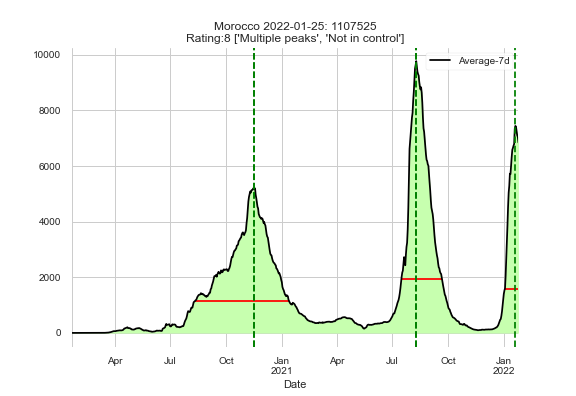 Morocco 2022-01-25: 1107525
Rating:8 ['Multiple peaks', 'Not in control']
Average-7d
10000
8000
6000
4000
2000
0
Apr Jul Oct Jan Apr Jul Oct Jan
2021 2022
Date